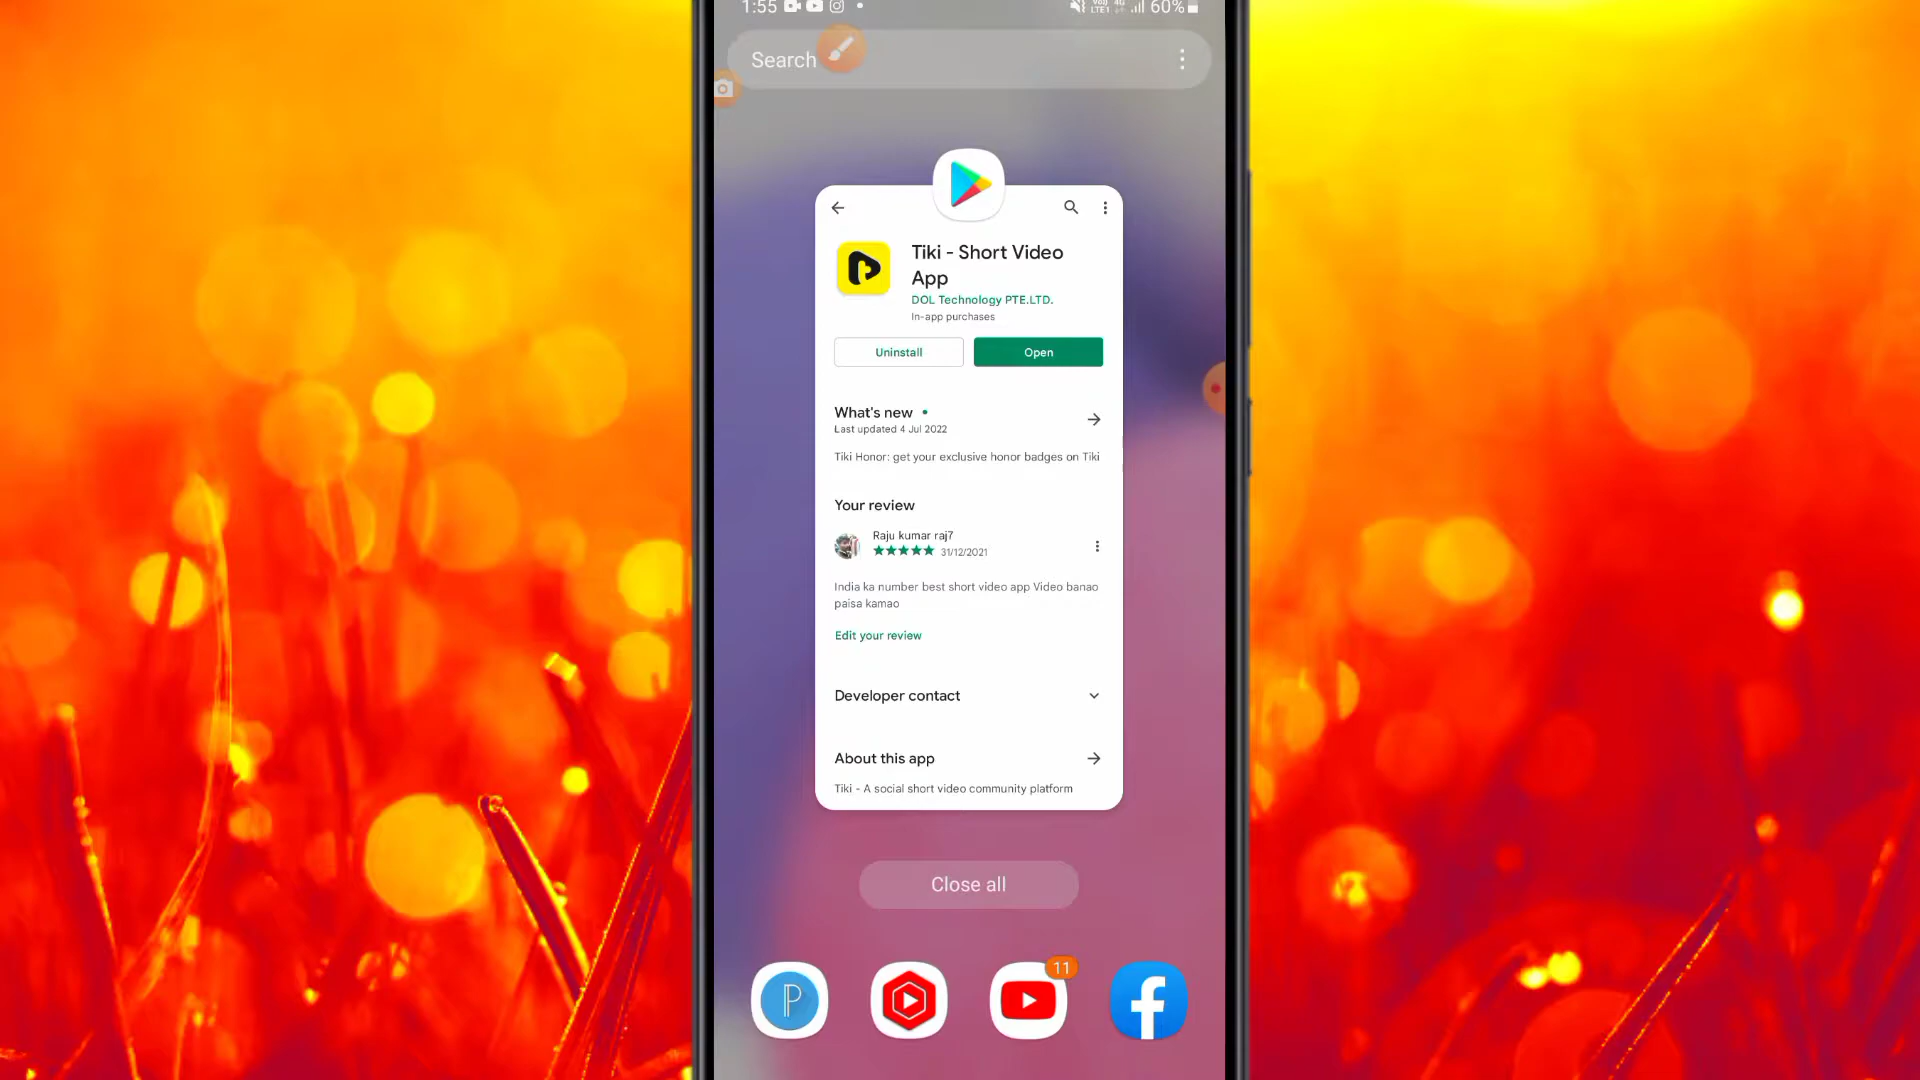 1:55
60%
Search
Tiki - Short Video
App
DOL Technology PTE.LTD.
In-app purchases
Uninstall
Open
What's new
Last updated 4 Jul 2022
Tiki Honor: get your exclusive honor badges on Tiki
Your review
Raju kumar raj7
31/12/2021
India ka number best short video app Video banao
paisa kamao
Edit your review
Developer contact
About this app
Tiki - A social short video community platform
Close all
11